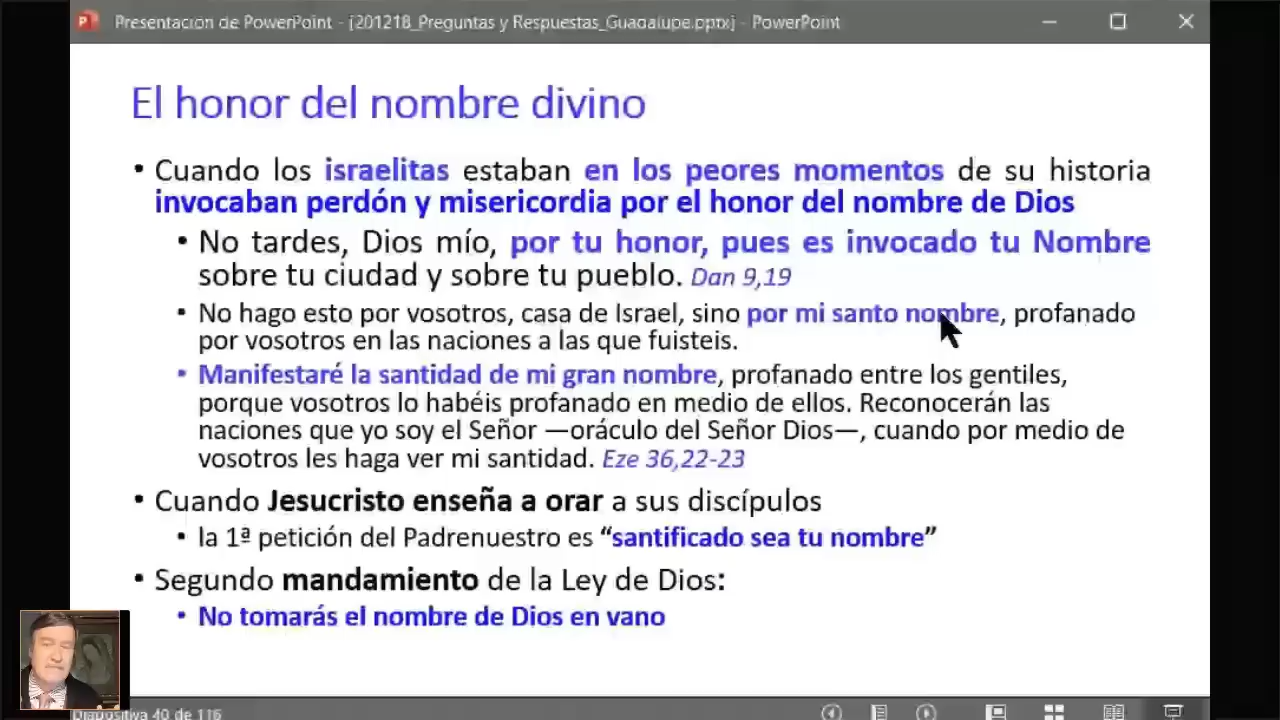 Presentación de PowerPoint - [201218_Preguntas y Respuestas_Guadalupe.pptx] - PowerPoint
El honor del nombre divino
• Cuando los israelitas estaban en los peores momentos de su historia
invocaban perdón y misericordia por el honor del nombre de Dios
• No tardes, Dios mío, por tu honor, pues es invocado tu Nombre
sobre tu ciudad y sobre tu pueblo. Dan 9,19
• No hago esto por vosotros, casa de Israel, sino por mi santo nombre, profanado
por vosotros en las naciones a las que fuisteis.
• Manifestaré la santidad de mi gran nombre, profanado entre los gentiles,
porque vosotros lo habéis profanado en medio de ellos. Reconocerán las
naciones que yo soy el Señor —oráculo del Señor Dios—, cuando por medio de
vosotros les haga ver mi santidad. Eze 36,22-23
• Cuando Jesucristo enseña a orar a sus discípulos
• la 1ª petición del Padrenuestro es “santificado sea tu nombre”
• Segundo mandamiento de la Ley de Dios:
• No tomarás el nombre de Dios en vano
Diapositiva 40 de 116